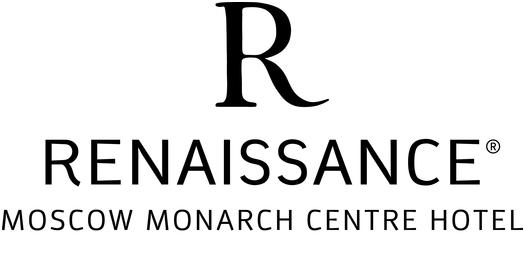 R
RENAISSANCE®
MOSCOW MONARCH CENTRE HOTEL